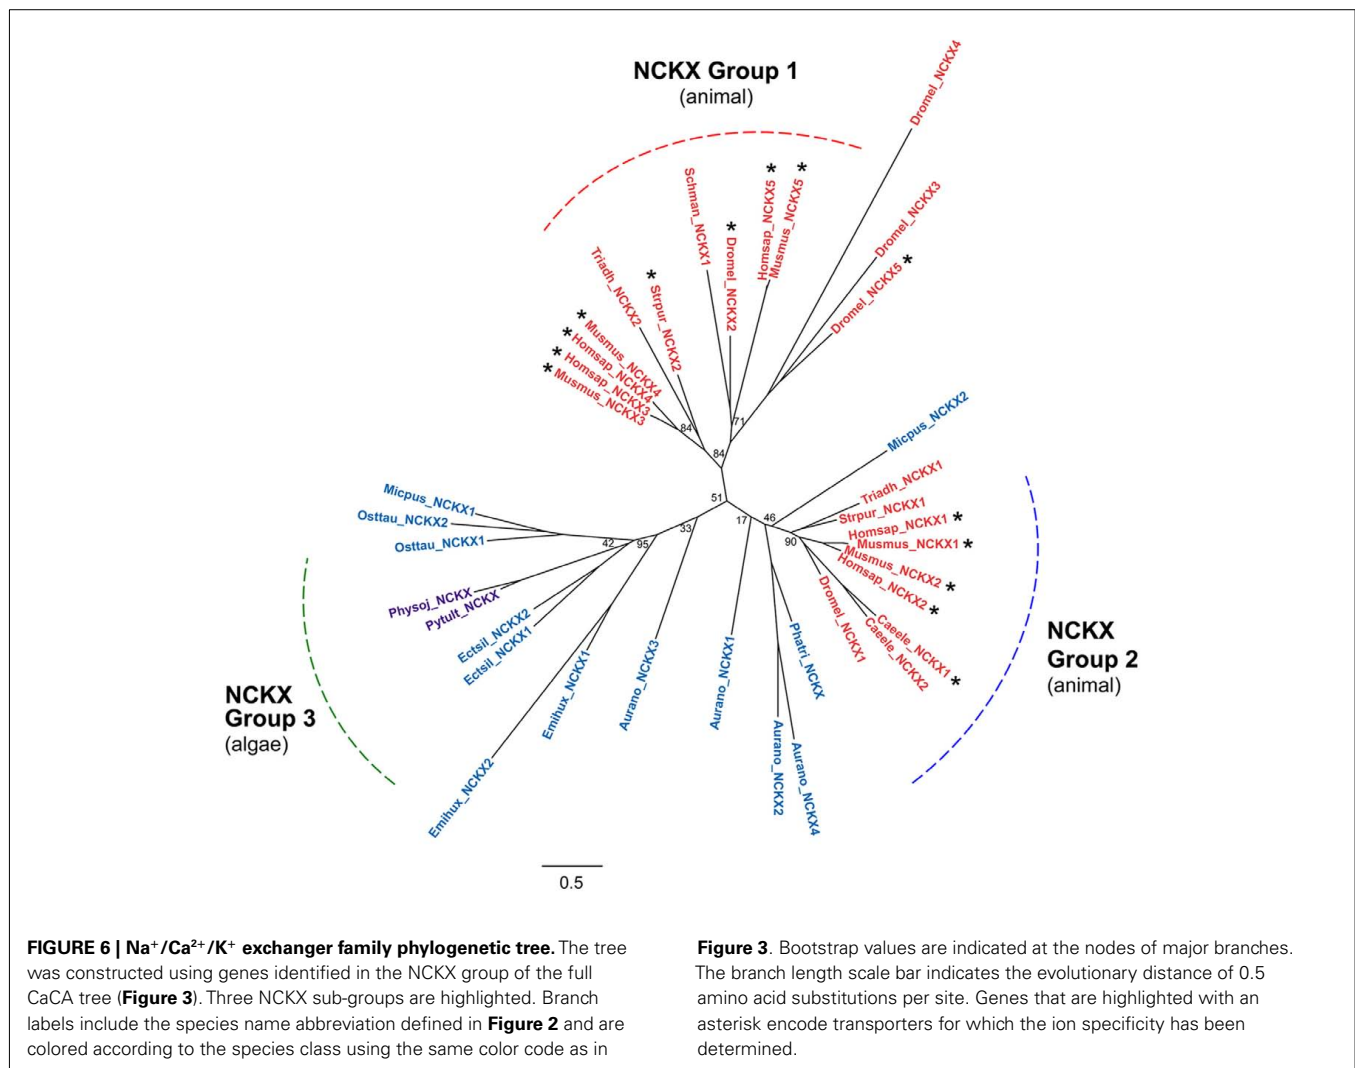 NCKX Group 1
(animal)
Dromel_NCKX4
Dromel_NCKX3
Dromel_NCKX5 *
Musmus_NCKX5 *
Homsap_NCKX5 *
Dromel_NCKX2 *
Schman_NCKX1
Strpur_NCKX2 *
Triadh_NCKX2
Musmus_NCKX4 *
Homsap_NCKX4 *
Homsap_NCKX3 *
Musmus_NCKX3 *
84
84
71
51
Micpus_NCKX2
Triadh_NCKX1
Strpur_NCKX1
Homsap_NCKX1 *
Musmus_NCKX1 *
Musmus_NCKX2 *
Homsap_NCKX2 *
Caeele_NCKX1 *
Caeele_NCKX2
Dromel_NCKX1
17
46
90
NCKX
Group 2
(animal)
Phatri_NCKX
Aurano_NCKX4
Aurano_NCKX2
Aurano_NCKX1
Aurano_NCKX3
Emihux_NCKX1
Emihux_NCKX2
Ectsil_NCKX1
Ectsil_NCKX2
Pytult_NCKX
Physoj_NCKX
Osttau_NCKX1
Osttau_NCKX2
Micpus_NCKX1
33
95
42
NCKX
Group 3
(algae)
0.5
FIGURE 6 | Na⁺/Ca²⁺/K⁺ exchanger family phylogenetic tree. The tree
was constructed using genes identified in the NCKX group of the full
CaCA tree (Figure 3). Three NCKX sub-groups are highlighted. Branch
labels include the species name abbreviation defined in Figure 2 and are
colored according to the species class using the same color code as in
Figure 3. Bootstrap values are indicated at the nodes of major branches.
The branch length scale bar indicates the evolutionary distance of 0.5
amino acid substitutions per site. Genes that are highlighted with an
asterisk encode transporters for which the ion specificity has been
determined.